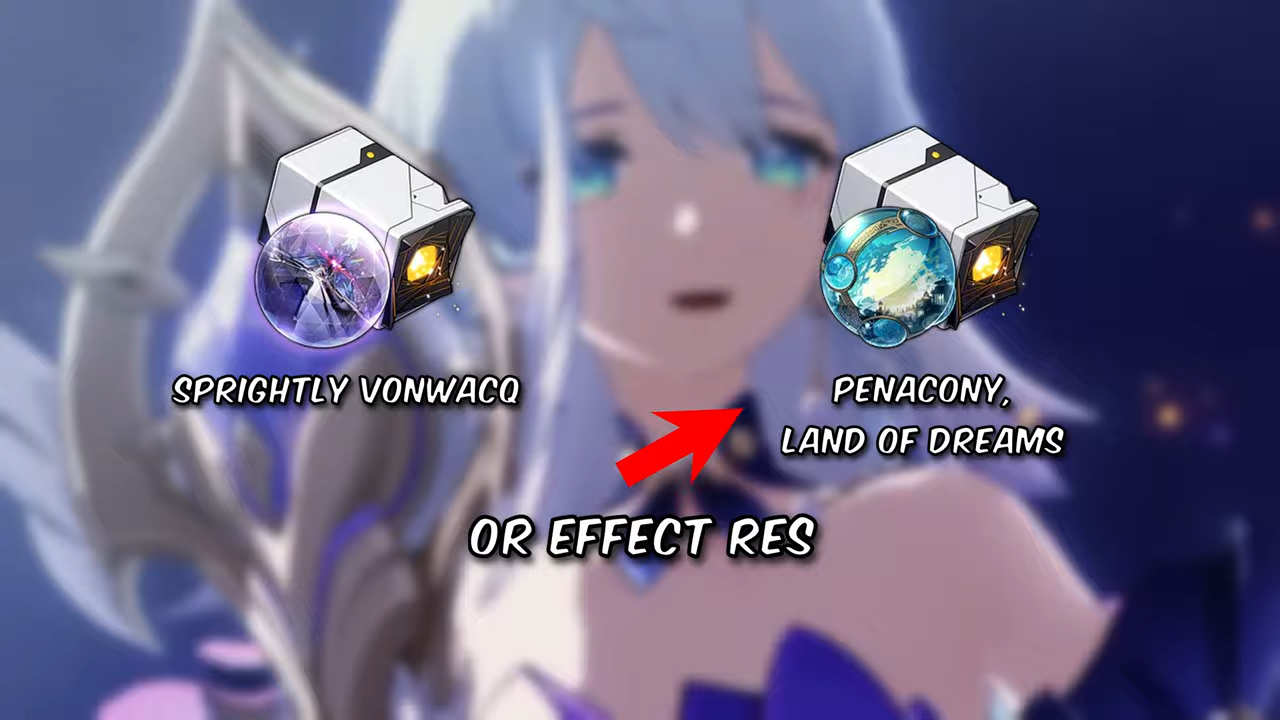 SPRIGHTLY VONWACQ
PENACONY,
LAND OF DREAMS
OR EFFECT RES